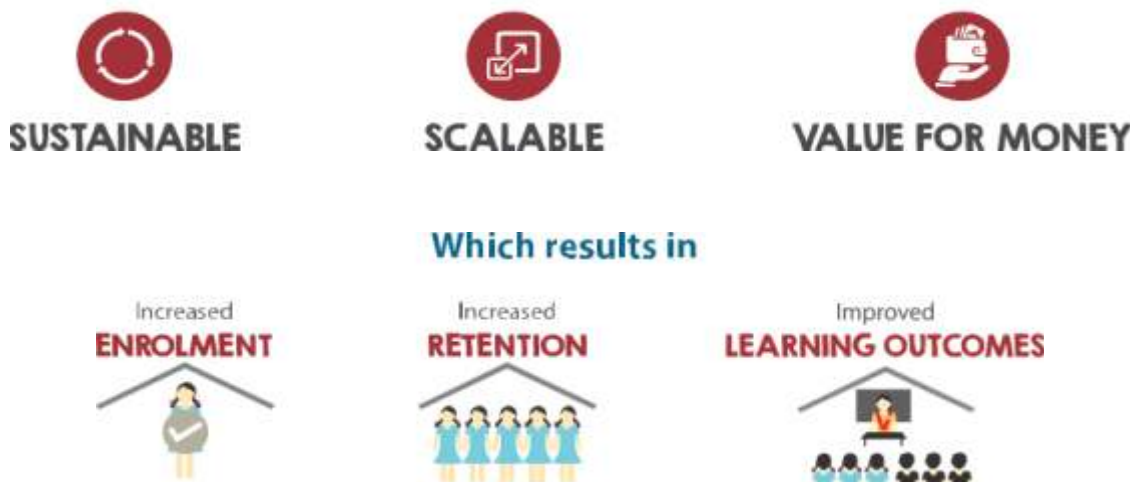 SUSTAINABLE
SCALABLE
VALUE FOR MONEY
Which results in
Increased
ENROLMENT
Increased
RETENTION
Improved
LEARNING OUTCOMES